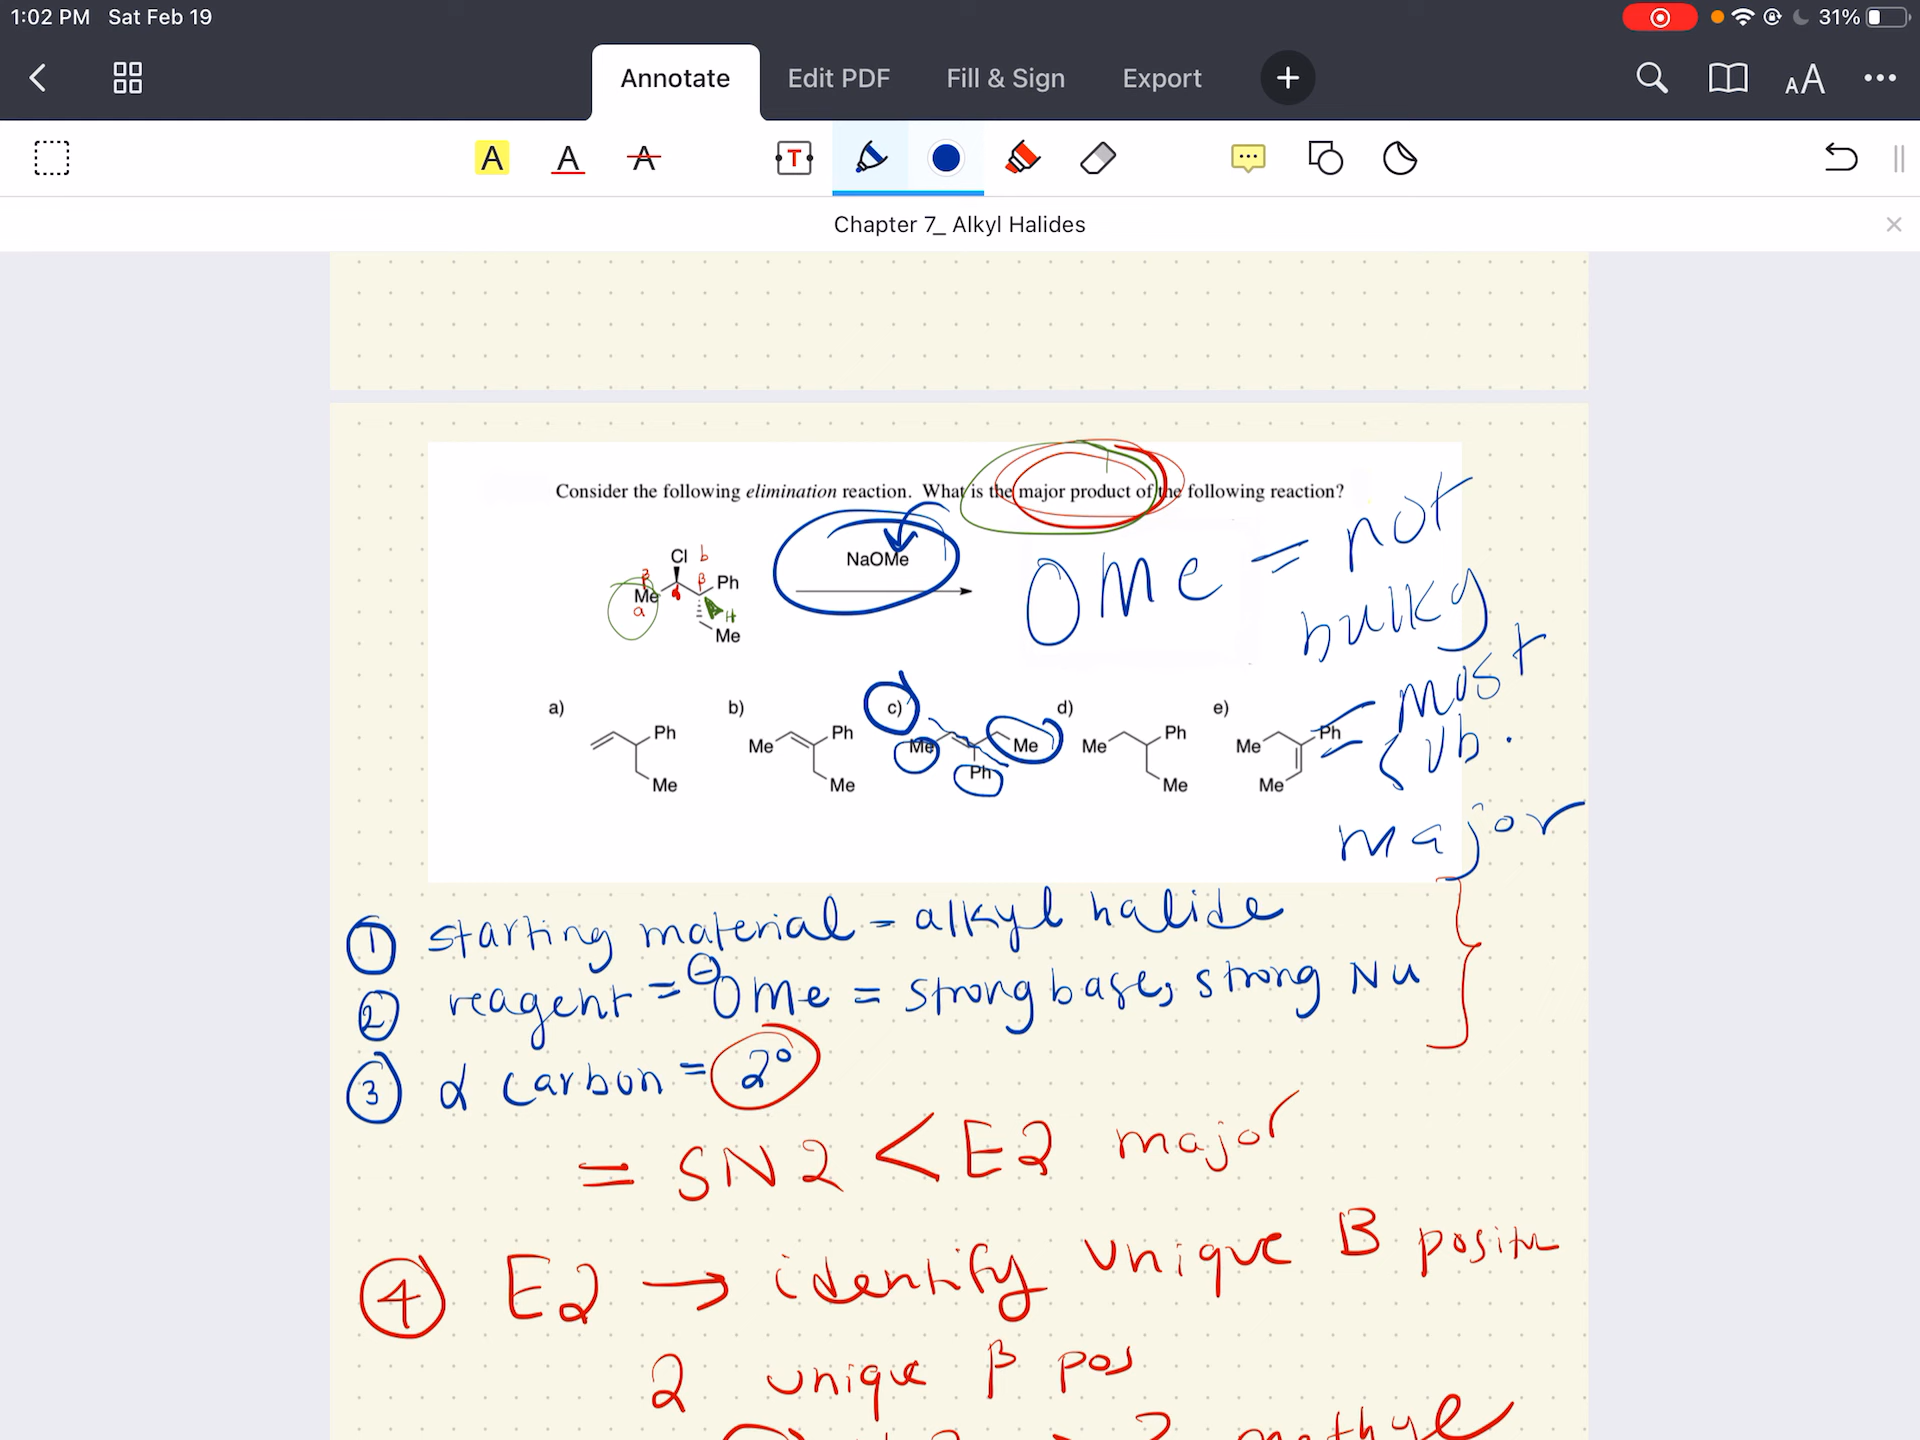 1:02 PM Sat Feb 19
31%
Annotate Edit PDF Fill & Sign Export +
AA
A A A T
Chapter 7_ Alkyl Halides
Consider the following elimination reaction. What is the major product of the following reaction?
Cl b
β Me a
β Ph
H
Me
NaOMe
OMe = not
bulky
= most
sub.
major
a) b) c) d) e)
Ph Me Ph Me Me Me Ph Me Ph
Me Me Ph Me Me
① starting material = alkyl halide
② reagent = ⊖OMe = strong base, strong Nu
③ α carbon = 2°
= SN2 < E2 major
④ E2 → identify unique B
2 unique β pos
methyl